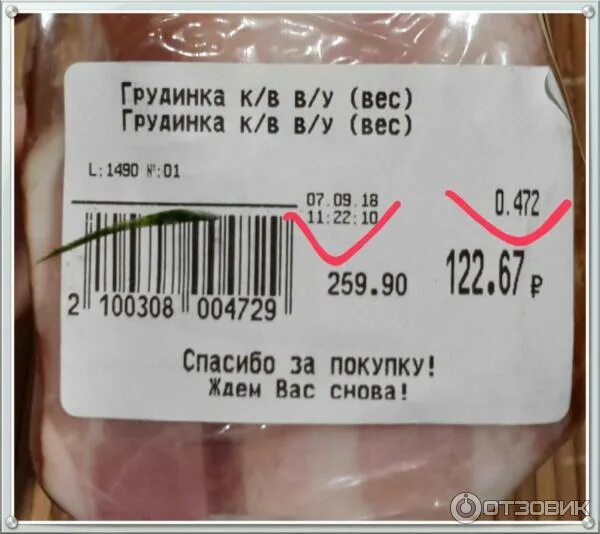 Грудинка к/в в/у (вес)
Грудинка к/в в/у (вес)
L:1490 №:01
07.09.18
11:22:10
0.472
259.90
122.67 ₽
2 100308 004729
Спасибо за покупку!
Ждем Вас снова!
ОТЗОВИК